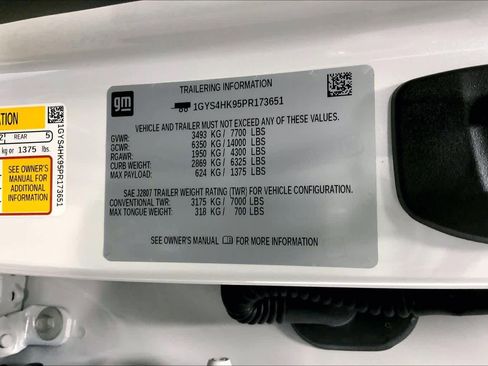 TRAILERING INFORMATION
gm
1GYS4HK95PR173651
VEHICLE AND TRAILER MUST NOT EXCEED ANY OF THESE VALUES.
GVWR: 3493 KG / 7700 LBS
GCWR: 6350 KG / 14000 LBS
RGAWR: 1950 KG / 4300 LBS
CURB WEIGHT: 2869 KG / 6325 LBS
MAX PAYLOAD: 624 KG / 1375 LBS
SAE J2807 TRAILER WEIGHT RATING (TWR) FOR VEHICLE CONFIGURATION.
CONVENTIONAL TWR: 3175 KG / 7000 LBS
MAX TONGUE WEIGHT: 318 KG / 700 LBS
SEE OWNER'S MANUAL FOR MORE INFORMATION
REAR 5
kg or 1375 lbs
SEE OWNER'S
MANUAL FOR
ADDITIONAL
INFORMATION
1GYS4HK95PR173651